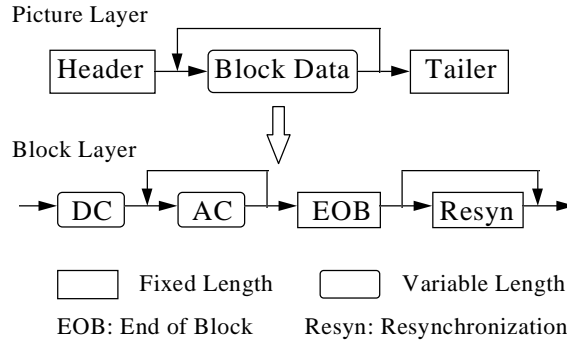 Picture Layer
Header Block Data Tailer
Block Layer
DC AC EOB Resyn
Fixed Length Variable Length
EOB: End of Block Resyn: Resynchronization